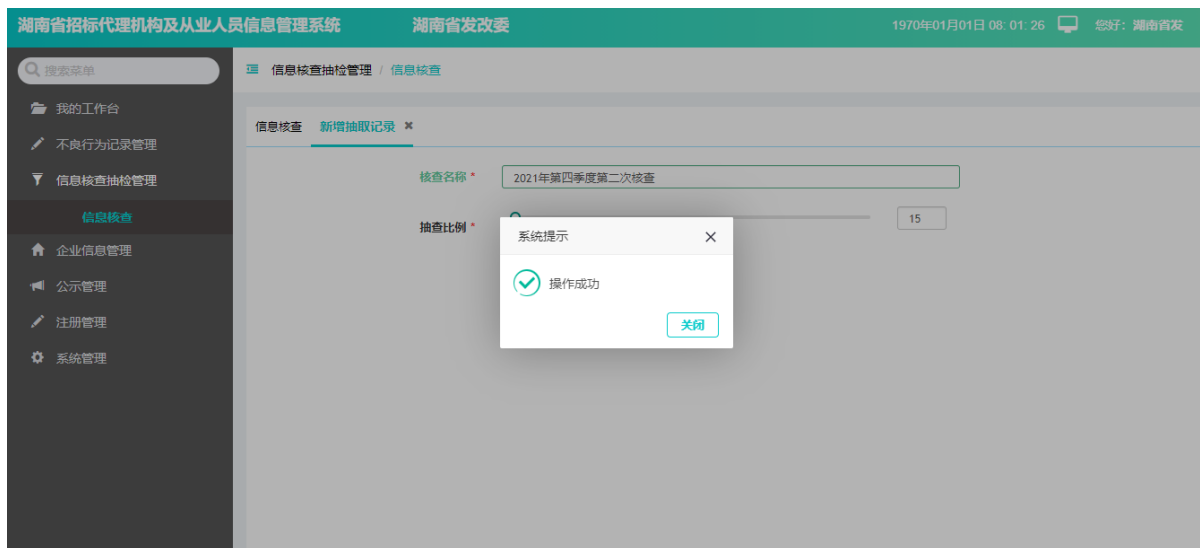 湖南省招标代理机构及从业人员信息管理系统 湖南省发改委 1970年01月01日 08:01:26 您好：湖南省发
搜索菜单
信息核查抽检管理 / 信息核查
我的工作台
信息核查 新增抽取记录
不良行为记录管理
核查名称 * 2021年第四季度第二次核查
信息核查抽检管理
信息核查
抽查比例 * 15
系统提示
企业信息管理
操作成功
公示管理
注册管理
关闭
系统管理